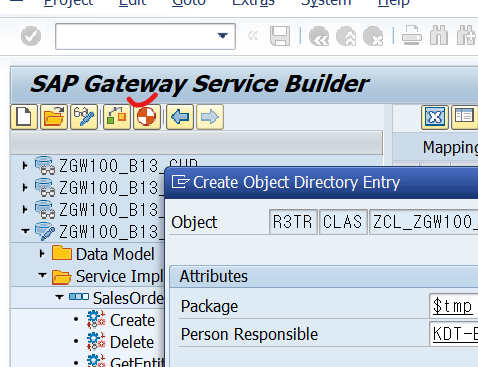 Project Edit Goto Extras System Help
SAP Gateway Service Builder
Mapping
ZGW100_B13_CUD
ZGW100_B13_
ZGW100_B13_
ZGW100_B13_
Data Model
Service Impl
SalesOrde
Create
Delete
GetEntit
Create Object Directory Entry
Object R3TR CLAS ZCL_ZGW100_
Attributes
Package $tmp
Person Responsible KDT-